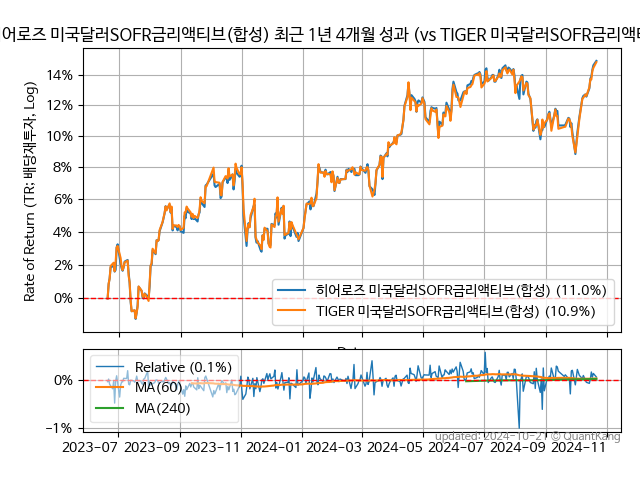 어로즈 미국달러SOFR금리액티브(합성) 최근 1년 4개월 성과 (vs TIGER 미국달러SOFR금리액티
Rate of Return (TR: 배당재투자, Log)
14%
12%
10%
8%
6%
4%
2%
0%
히어로즈 미국달러SOFR금리액티브(합성) (11.0%)
TIGER 미국달러SOFR금리액티브(합성) (10.9%)
0%
-1%
Relative (0.1%)
MA(60)
MA(240)
2023-07 2023-09 2023-11 2024-01 2024-03 2024-05 2024-07 2024-09 2024-11
updated: 2024-10-27 © QuantKang